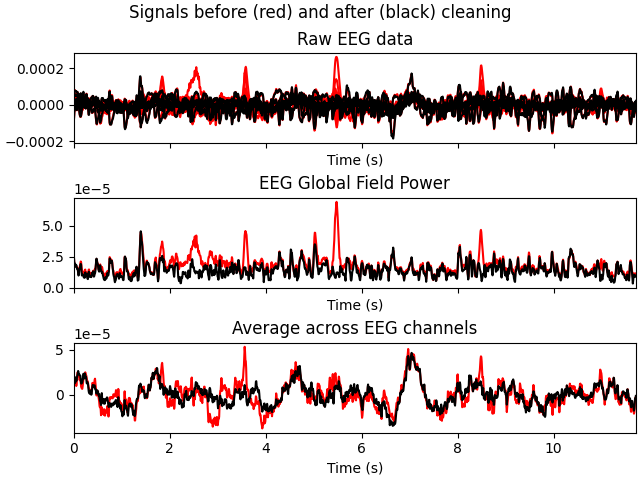 Signals before (red) and after (black) cleaning
Raw EEG data
0.0002
0.0000
−0.0002
Time (s)
EEG Global Field Power
1e−5
5.0
2.5
0.0
Time (s)
Average across EEG channels
1e−5
5
0
0 2 4 6 8 10
Time (s)